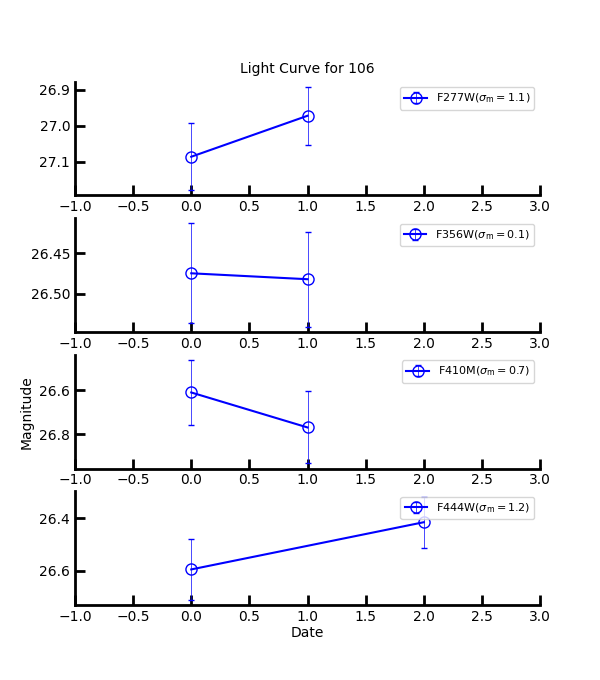 Light Curve for 106
26.9
27.0
27.1
F277W(σm = 1.1)
−1.0 −0.5 0.0 0.5 1.0 1.5 2.0 2.5 3.0
26.45
26.50
F356W(σm = 0.1)
−1.0 −0.5 0.0 0.5 1.0 1.5 2.0 2.5 3.0
Magnitude
26.6
26.8
F410M(σm = 0.7)
−1.0 −0.5 0.0 0.5 1.0 1.5 2.0 2.5 3.0
26.4
26.6
F444W(σm = 1.2)
−1.0 −0.5 0.0 0.5 1.0 1.5 2.0 2.5 3.0
Date